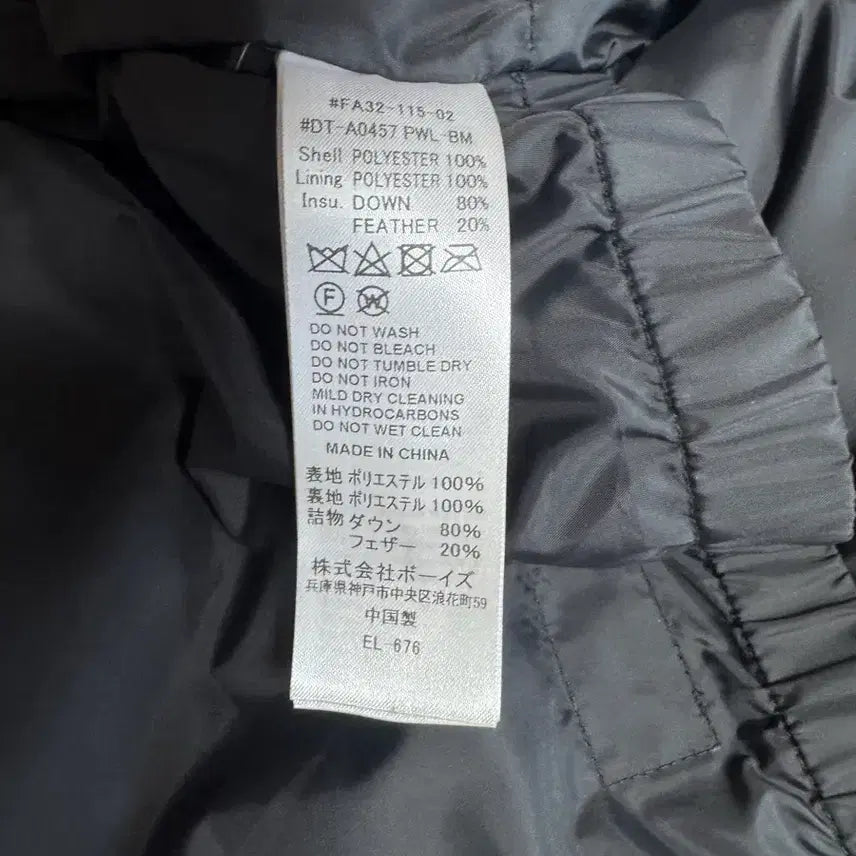 #FA32-115-02
#DT-A0457 PWL-BM
Shell POLYESTER 100%
Lining POLYESTER 100%
Insu. DOWN 80%
FEATHER 20%
F W
DO NOT WASH
DO NOT BLEACH
DO NOT TUMBLE DRY
DO NOT IRON
MILD DRY CLEANING
IN HYDROCARBONS
DO NOT WET CLEAN
MADE IN CHINA
表地 ポリエステル 100%
裏地 ポリエステル 100%
詰物 ダウン 80%
フェザー 20%
株式会社ボーイズ
兵庫県神戸市中央区浪花町59
中国製
EL-676